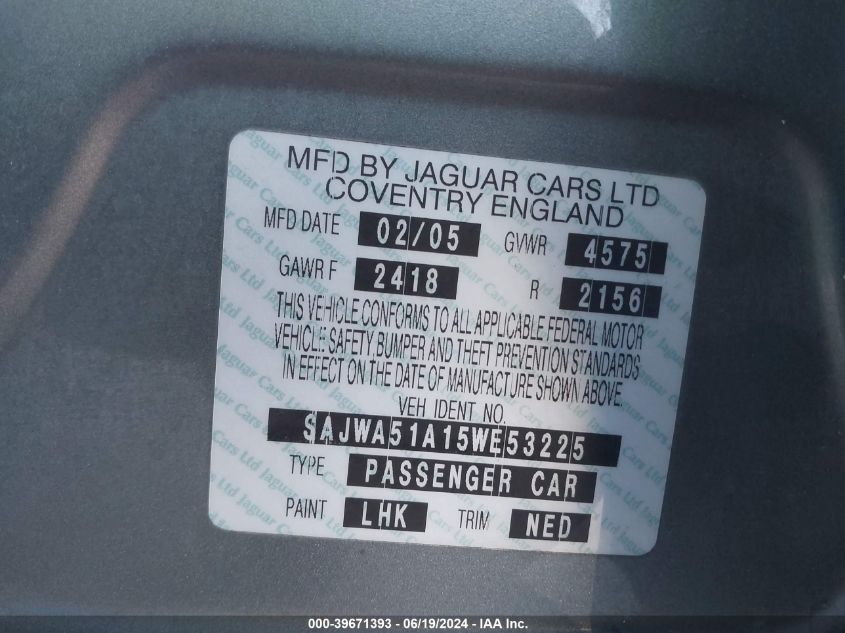 MFD BY JAGUAR CARS LTD
COVENTRY ENGLAND
MFD DATE 02/05 GVWR 4575
GAWR F 2418 R 2156
THIS VEHICLE CONFORMS TO ALL APPLICABLE FEDERAL MOTOR
VEHICLE SAFETY, BUMPER AND THEFT PREVENTION STANDARDS
IN EFFECT ON THE DATE OF MANUFACTURE SHOWN ABOVE.
VEH IDENT NO.
SAJWA51A15WE53225
TYPE PASSENGER CAR
PAINT LHK TRIM NED
000-39671393 - 06/19/2024 - IAA Inc.